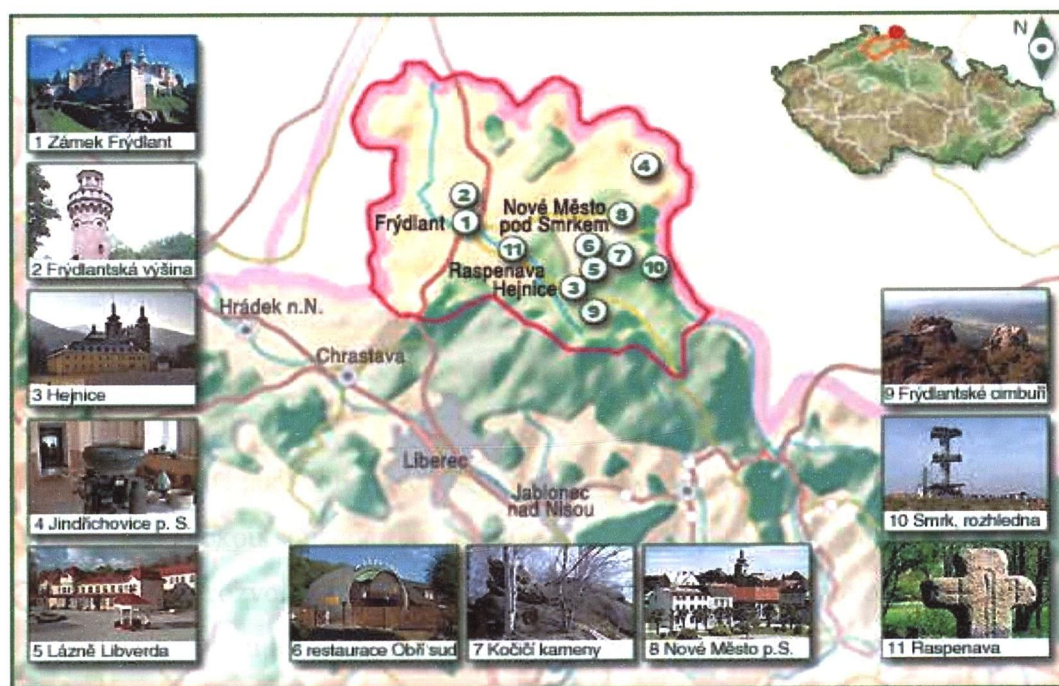 N
1 Zámek Frýdlant
2 Frýdlantská výšina
3 Hejnice
4 Jindřichovice p. S.
5 Lázně Libverda
6 restaurace Obří sud
7 Kočičí kameny
8 Nové Město p.S.
9 Frýdlantské cimbuří
10 Smrk, rozhledna
11 Raspenava
4
2
Frýdlant
1
Nové Město
pod Smrkem
8
6
7
11
Raspenava
5
10
Hejnice
3
9
Hrádek n.N.
Chrastava
Liberec
Jablonec
nad Nisou